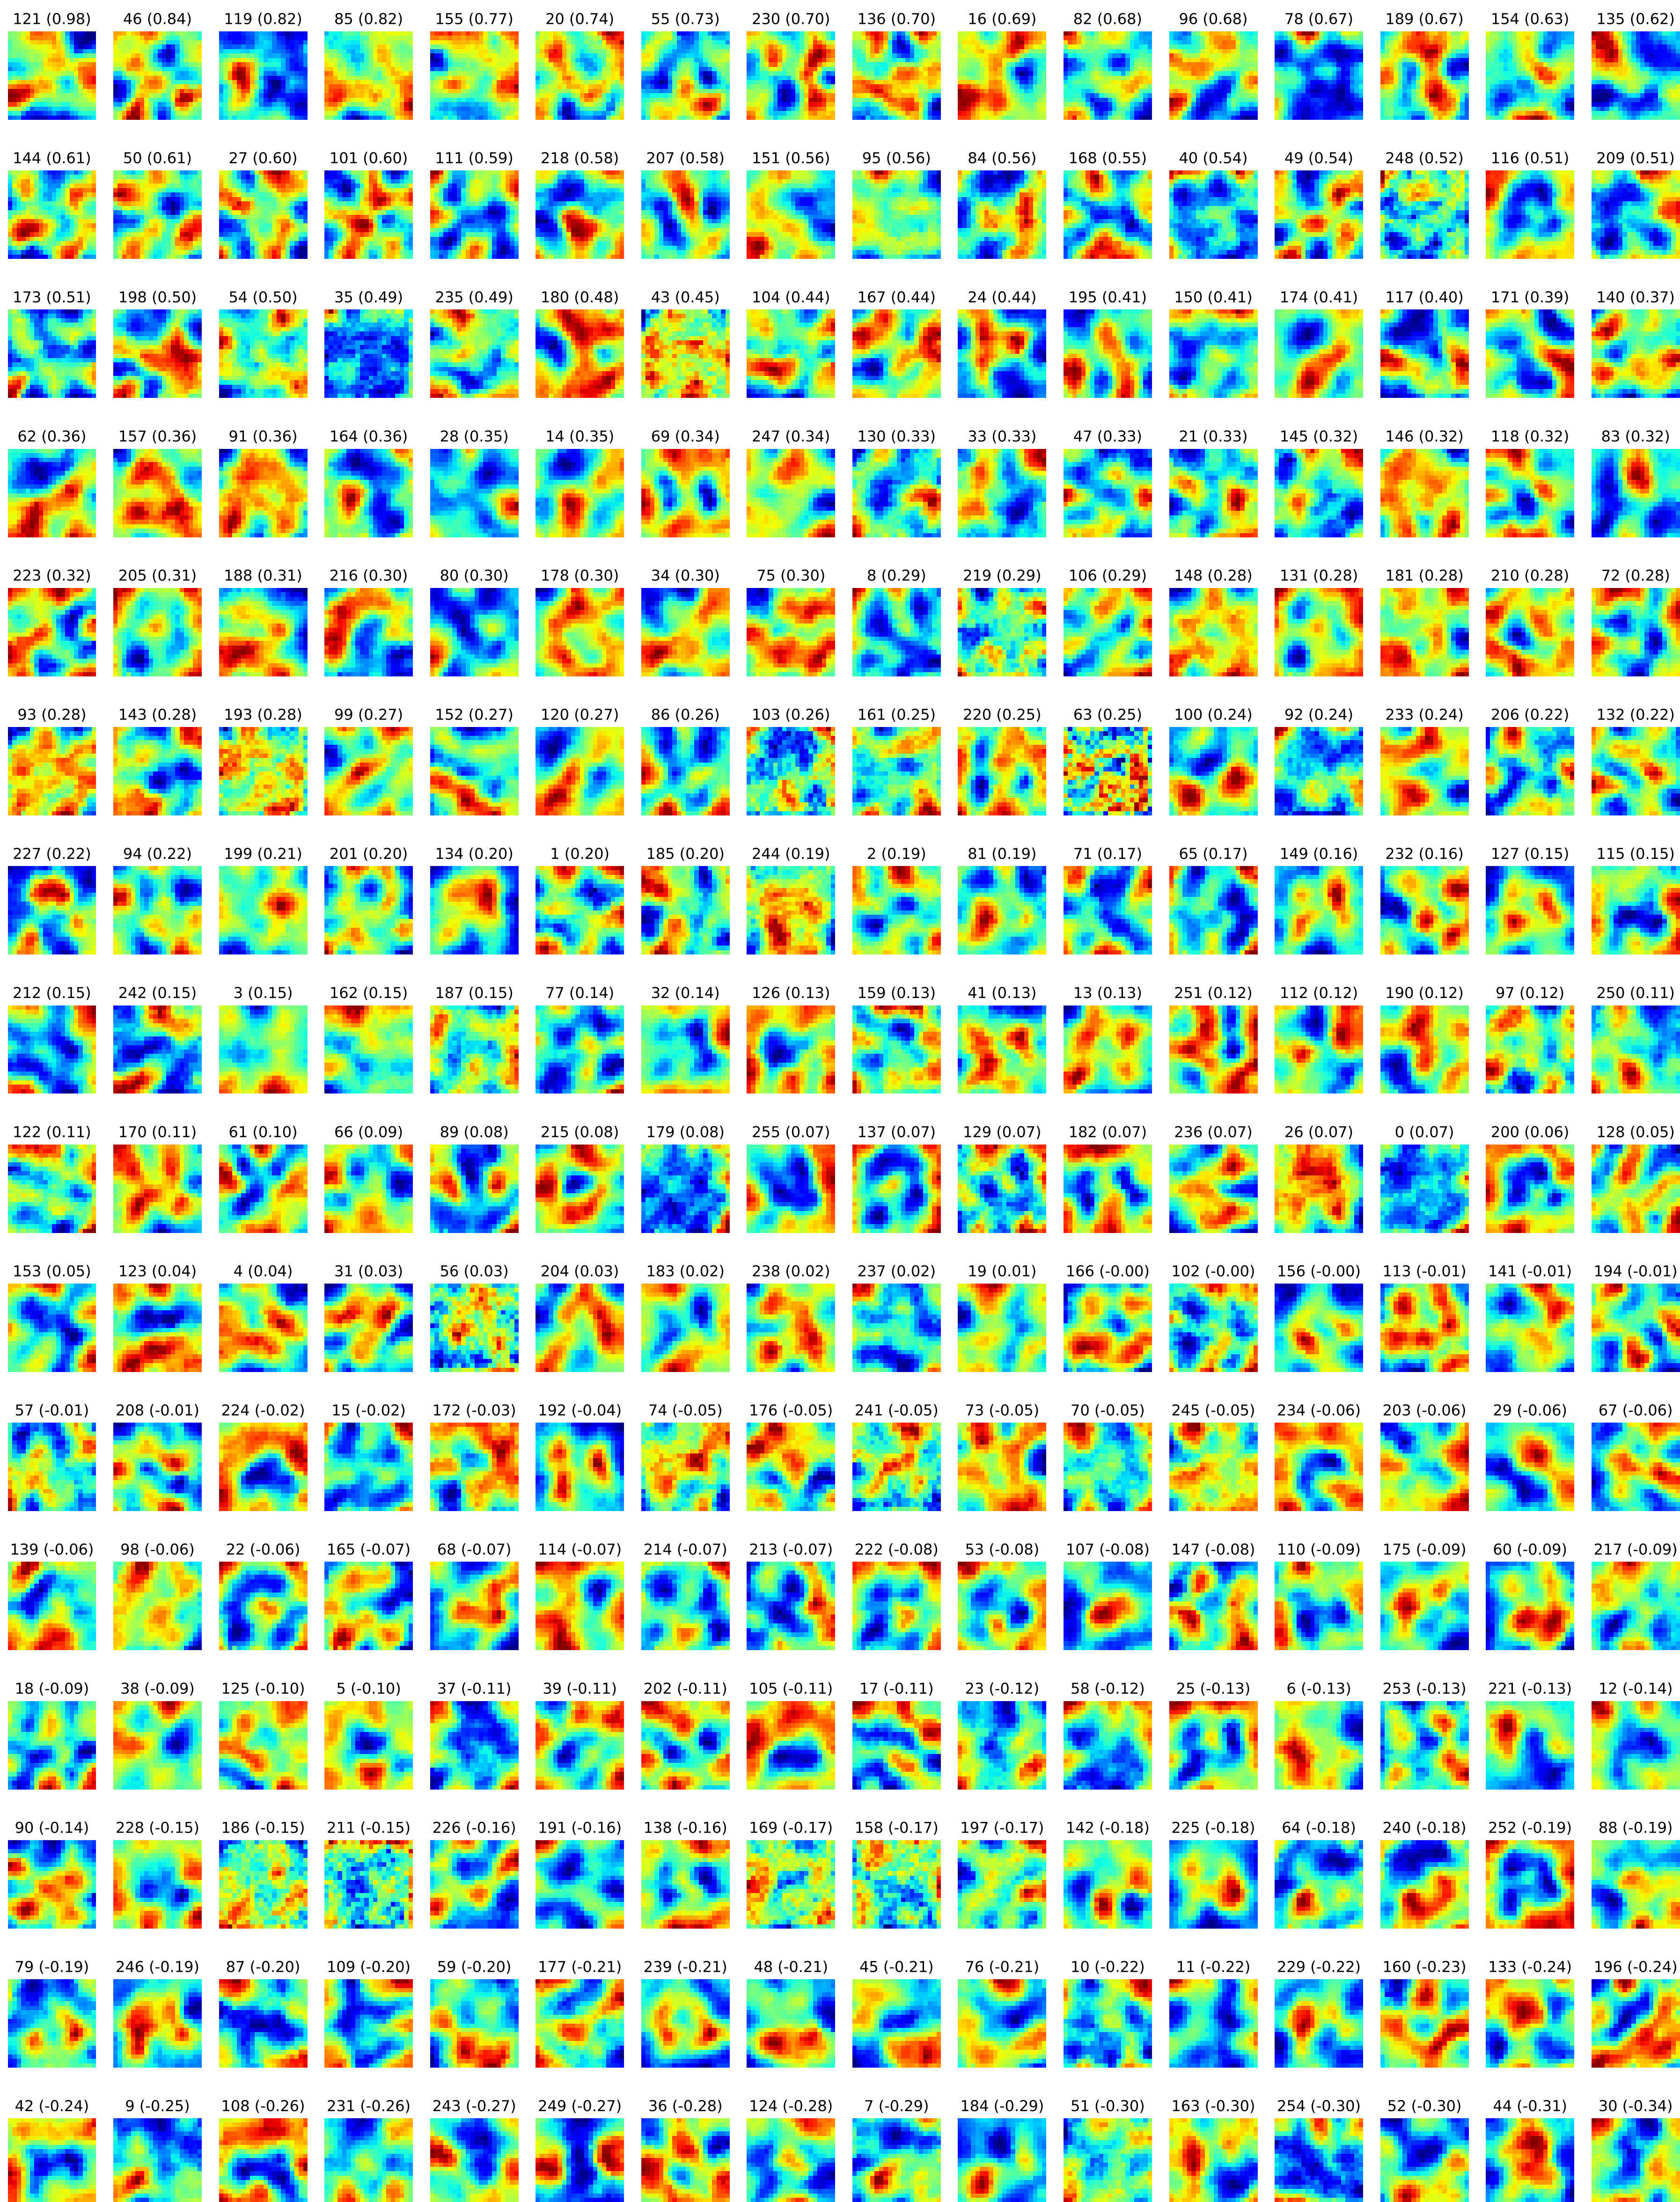 121 (0.98) 46 (0.84) 119 (0.82) 85 (0.82) 155 (0.77) 20 (0.74) 55 (0.73) 230 (0.70) 136 (0.70) 16 (0.69) 82 (0.68) 96 (0.68) 78 (0.67) 189 (0.67) 154 (0.63) 135 (0.62)
144 (0.61) 50 (0.61) 27 (0.60) 101 (0.60) 111 (0.59) 218 (0.58) 207 (0.58) 151 (0.56) 95 (0.56) 84 (0.56) 168 (0.55) 40 (0.54) 49 (0.54) 248 (0.52) 116 (0.51) 209 (0.51)
173 (0.51) 198 (0.50) 54 (0.50) 35 (0.49) 235 (0.49) 180 (0.48) 43 (0.45) 104 (0.44) 167 (0.44) 24 (0.44) 195 (0.41) 150 (0.41) 174 (0.41) 117 (0.40) 171 (0.39) 140 (0.37)
62 (0.36) 157 (0.36) 91 (0.36) 164 (0.36) 28 (0.35) 14 (0.35) 69 (0.34) 247 (0.34) 130 (0.33) 33 (0.33) 47 (0.33) 21 (0.33) 145 (0.32) 146 (0.32) 118 (0.32) 83 (0.32)
223 (0.32) 205 (0.31) 188 (0.31) 216 (0.30) 80 (0.30) 178 (0.30) 34 (0.30) 75 (0.30) 8 (0.29) 219 (0.29) 106 (0.29) 148 (0.28) 131 (0.28) 181 (0.28) 210 (0.28) 72 (0.28)
93 (0.28) 143 (0.28) 193 (0.28) 99 (0.27) 152 (0.27) 120 (0.27) 86 (0.26) 103 (0.26) 161 (0.25) 220 (0.25) 63 (0.25) 100 (0.24) 92 (0.24) 233 (0.24) 206 (0.22) 132 (0.22)
227 (0.22) 94 (0.22) 199 (0.21) 201 (0.20) 134 (0.20) 1 (0.20) 185 (0.20) 244 (0.19) 2 (0.19) 81 (0.19) 71 (0.17) 65 (0.17) 149 (0.16) 232 (0.16) 127 (0.15) 115 (0.15)
212 (0.15) 242 (0.15) 3 (0.15) 162 (0.15) 187 (0.15) 77 (0.14) 32 (0.14) 126 (0.13) 159 (0.13) 41 (0.13) 13 (0.13) 251 (0.12) 112 (0.12) 190 (0.12) 97 (0.12) 250 (0.11)
122 (0.11) 170 (0.11) 61 (0.10) 66 (0.09) 89 (0.08) 215 (0.08) 179 (0.08) 255 (0.07) 137 (0.07) 129 (0.07) 182 (0.07) 236 (0.07) 26 (0.07) 0 (0.07) 200 (0.06) 128 (0.05)
153 (0.05) 123 (0.04) 4 (0.04) 31 (0.03) 56 (0.03) 204 (0.03) 183 (0.02) 238 (0.02) 237 (0.02) 19 (0.01) 166 (-0.00) 102 (-0.00) 156 (-0.00) 113 (-0.01) 141 (-0.01) 194 (-0.01)
57 (-0.01) 208 (-0.01) 224 (-0.02) 15 (-0.02) 172 (-0.03) 192 (-0.04) 74 (-0.05) 176 (-0.05) 241 (-0.05) 73 (-0.05) 70 (-0.05) 245 (-0.05) 234 (-0.06) 203 (-0.06) 29 (-0.06) 67 (-0.06)
139 (-0.06) 98 (-0.06) 22 (-0.06) 165 (-0.07) 68 (-0.07) 114 (-0.07) 214 (-0.07) 213 (-0.07) 222 (-0.08) 53 (-0.08) 107 (-0.08) 147 (-0.08) 110 (-0.09) 175 (-0.09) 60 (-0.09) 217 (-0.09)
18 (-0.09) 38 (-0.09) 125 (-0.10) 5 (-0.10) 37 (-0.11) 39 (-0.11) 202 (-0.11) 105 (-0.11) 17 (-0.11) 23 (-0.12) 58 (-0.12) 25 (-0.13) 6 (-0.13) 253 (-0.13) 221 (-0.13) 12 (-0.14)
90 (-0.14) 228 (-0.15) 186 (-0.15) 211 (-0.15) 226 (-0.16) 191 (-0.16) 138 (-0.16) 169 (-0.17) 158 (-0.17) 197 (-0.17) 142 (-0.18) 225 (-0.18) 64 (-0.18) 240 (-0.18) 252 (-0.19) 88 (-0.19)
79 (-0.19) 246 (-0.19) 87 (-0.20) 109 (-0.20) 59 (-0.20) 177 (-0.21) 239 (-0.21) 48 (-0.21) 45 (-0.21) 76 (-0.21) 10 (-0.22) 11 (-0.22) 229 (-0.22) 160 (-0.23) 133 (-0.24) 196 (-0.24)
42 (-0.24) 9 (-0.25) 108 (-0.26) 231 (-0.26) 243 (-0.27) 249 (-0.27) 36 (-0.28) 124 (-0.28) 7 (-0.29) 184 (-0.29) 51 (-0.30) 163 (-0.30) 254 (-0.30) 52 (-0.30) 44 (-0.31) 30 (-0.34)